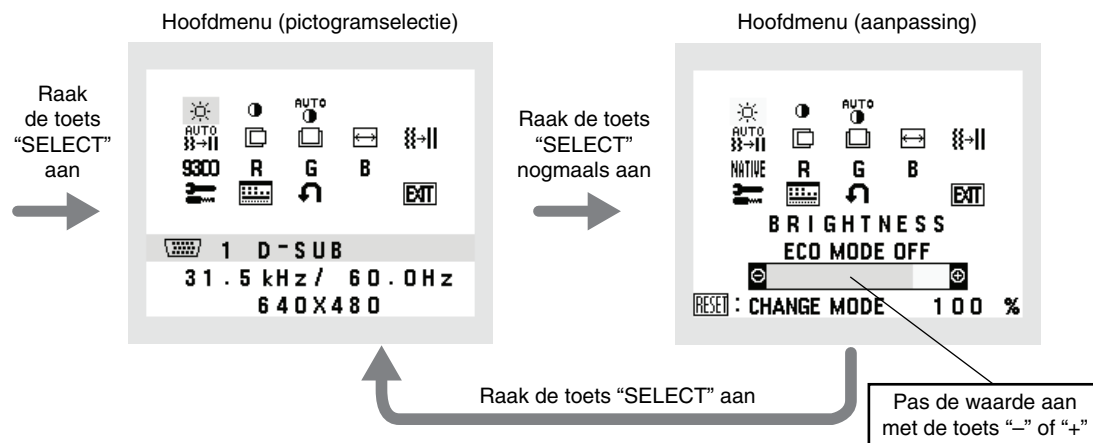 Hoofdmenu (pictogramselectie)
Hoofdmenu (aanpassing)
Raak
de toets
“SELECT”
aan
AUTO
AUTO
9300 R G B
EXIT
1 D-SUB
31.5 kHz/ 60.0Hz
640X480
Raak de toets
“SELECT”
nogmaals aan
AUTO
AUTO
NATIVE R G B
EXIT
BRIGHTNESS
ECO MODE OFF
RESET : CHANGE MODE 100 %
Raak de toets “SELECT” aan
Pas de waarde aan
met de toets “–” of “+”